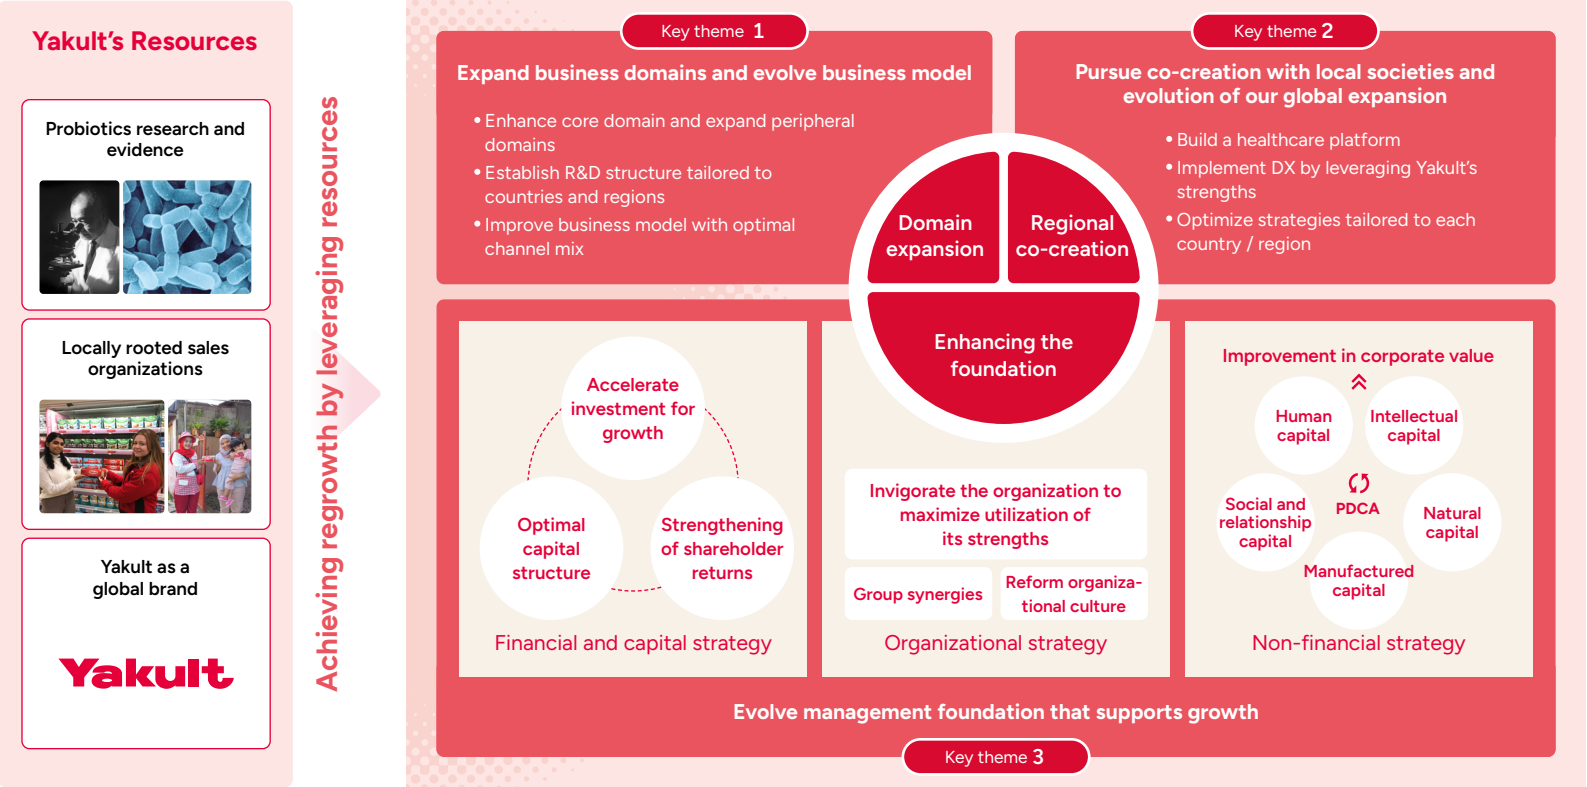 Yakult's Resources
Probiotics research and
evidence
Locally rooted sales
organizations
Yakult as a
global brand
Yakult
Achieving regrowth by leveraging resources
Key theme 1
Expand business domains and evolve business model
• Enhance core domain and expand peripheral
domains
• Establish R&D structure tailored to
countries and regions
• Improve business model with optimal
channel mix
Key theme 2
Pursue co-creation with local societies and
evolution of our global expansion
• Build a healthcare platform
• Implement DX by leveraging Yakult's
strengths
• Optimize strategies tailored to each
country / region
Domain
expansion
Regional
co-creation
Enhancing the
foundation
Accelerate
investment for
growth
Optimal
capital
structure
Strengthening
of shareholder
returns
Financial and capital strategy
Invigorate the organization to
maximize utilization of
its strengths
Group synergies
Reform organiza-
tional culture
Organizational strategy
Improvement in corporate value
Human
capital
Intellectual
capital
Social and
relationship
capital
PDCA
Natural
capital
Manufactured
capital
Non-financial strategy
Evolve management foundation that supports growth
Key theme 3